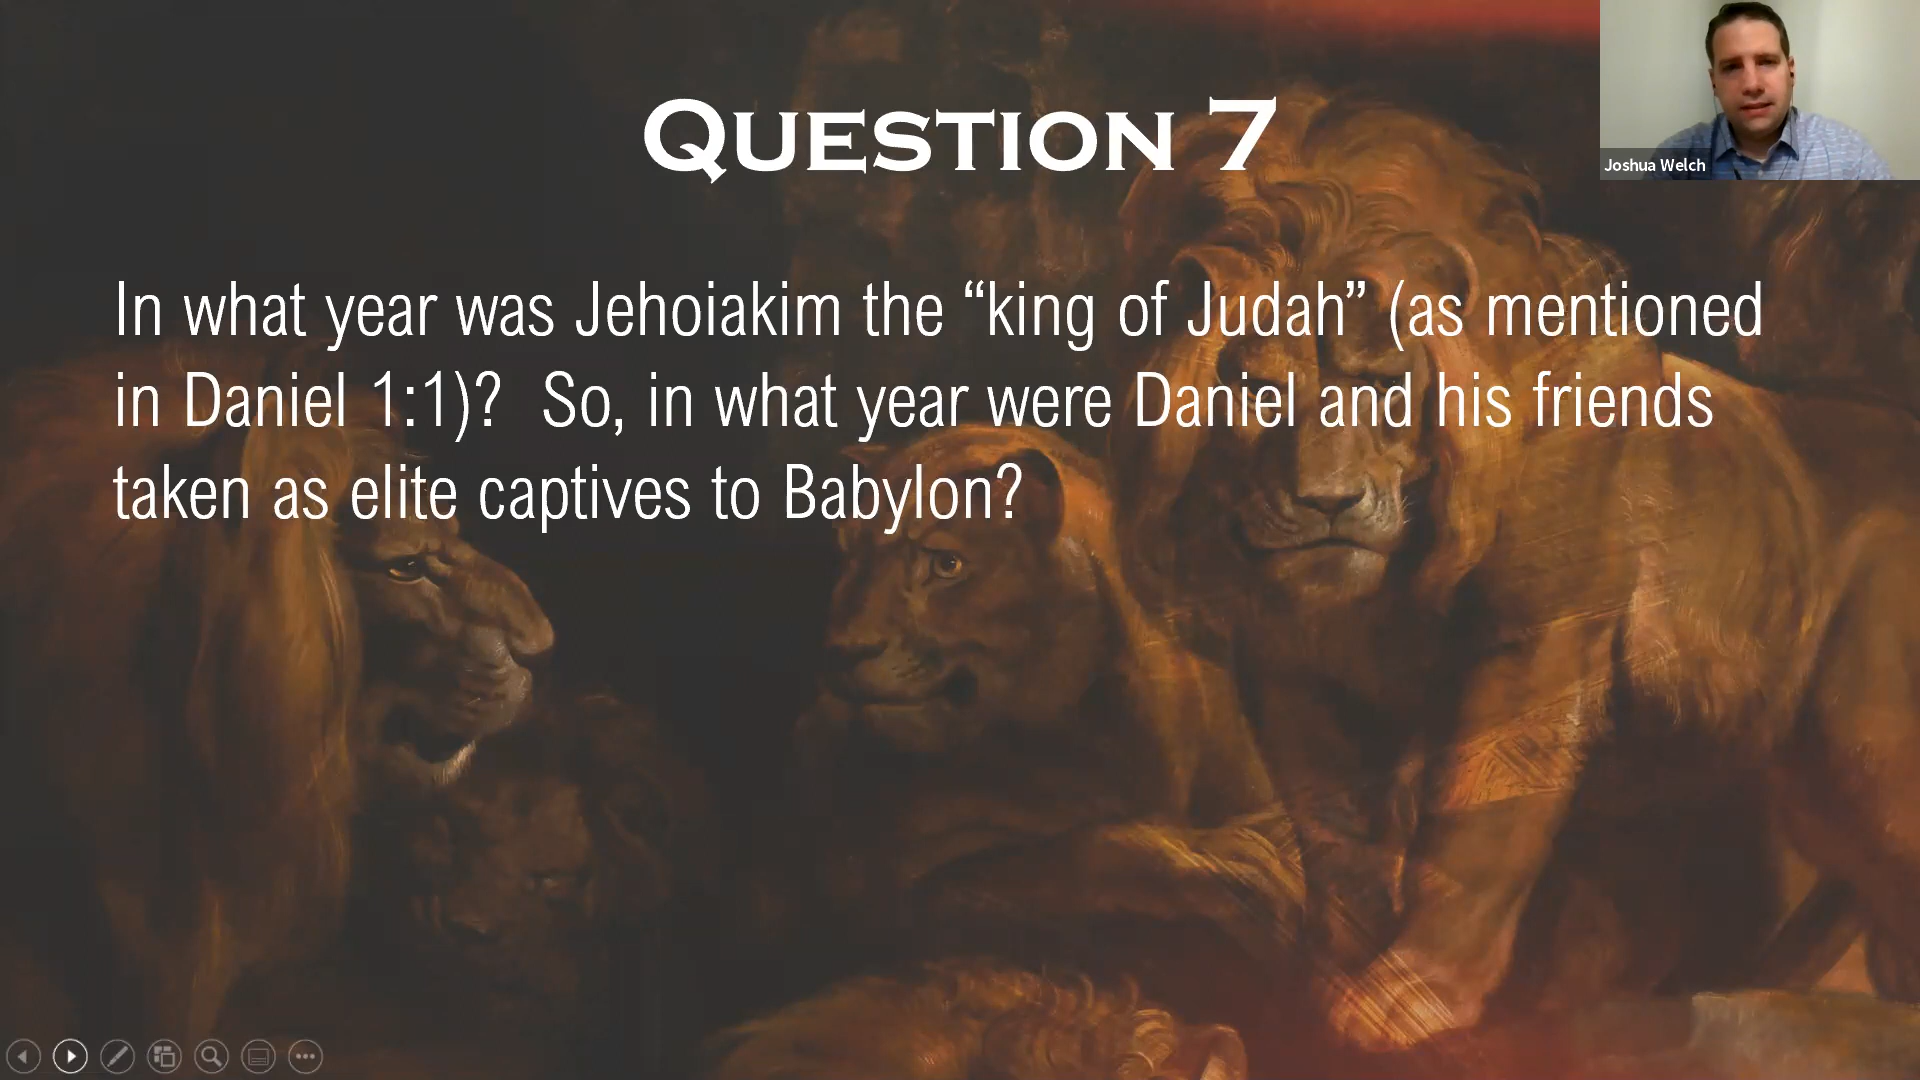 QUESTION 7
Joshua Welch
In what year was Jehoiakim the “king of Judah” (as mentioned
in Daniel 1:1)?  So, in what year were Daniel and his friends
taken as elite captives to Babylon?